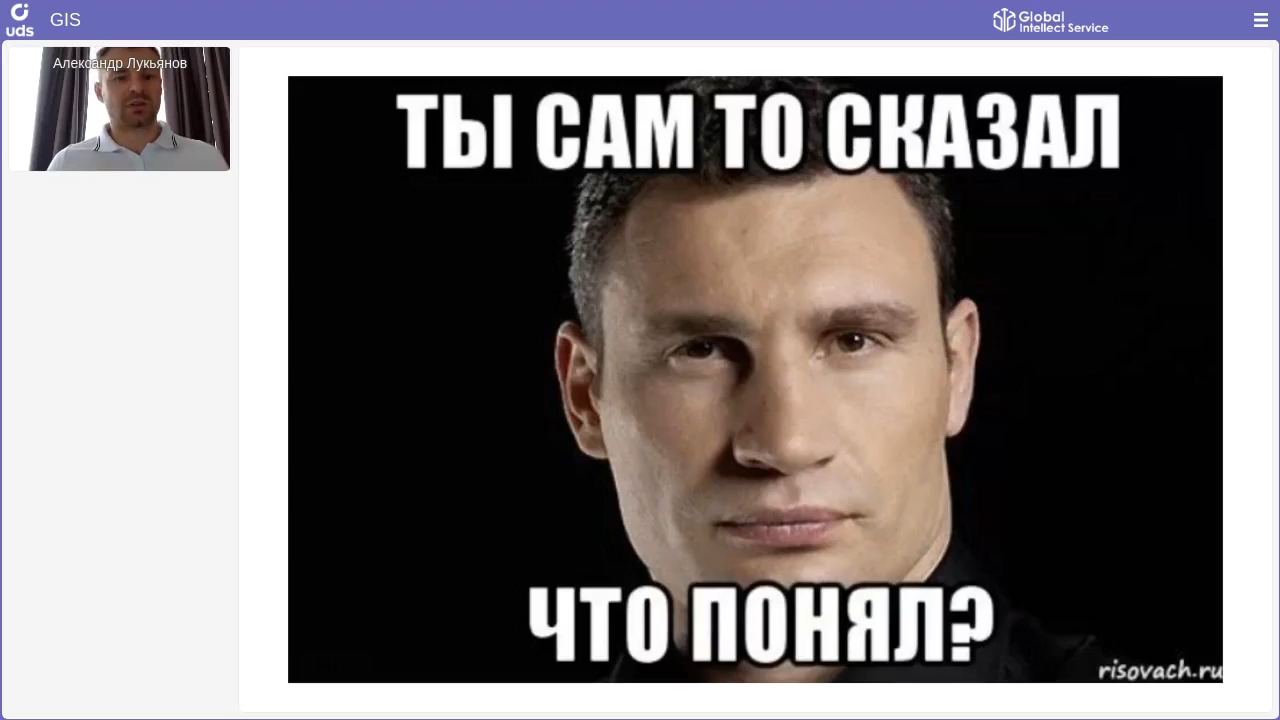 uds
GIS
Global
Intellect Service
Александр Лукьянов
ТЫ САМ ТО СКАЗАЛ
ЧТО ПОНЯЛ?
risovach.ru